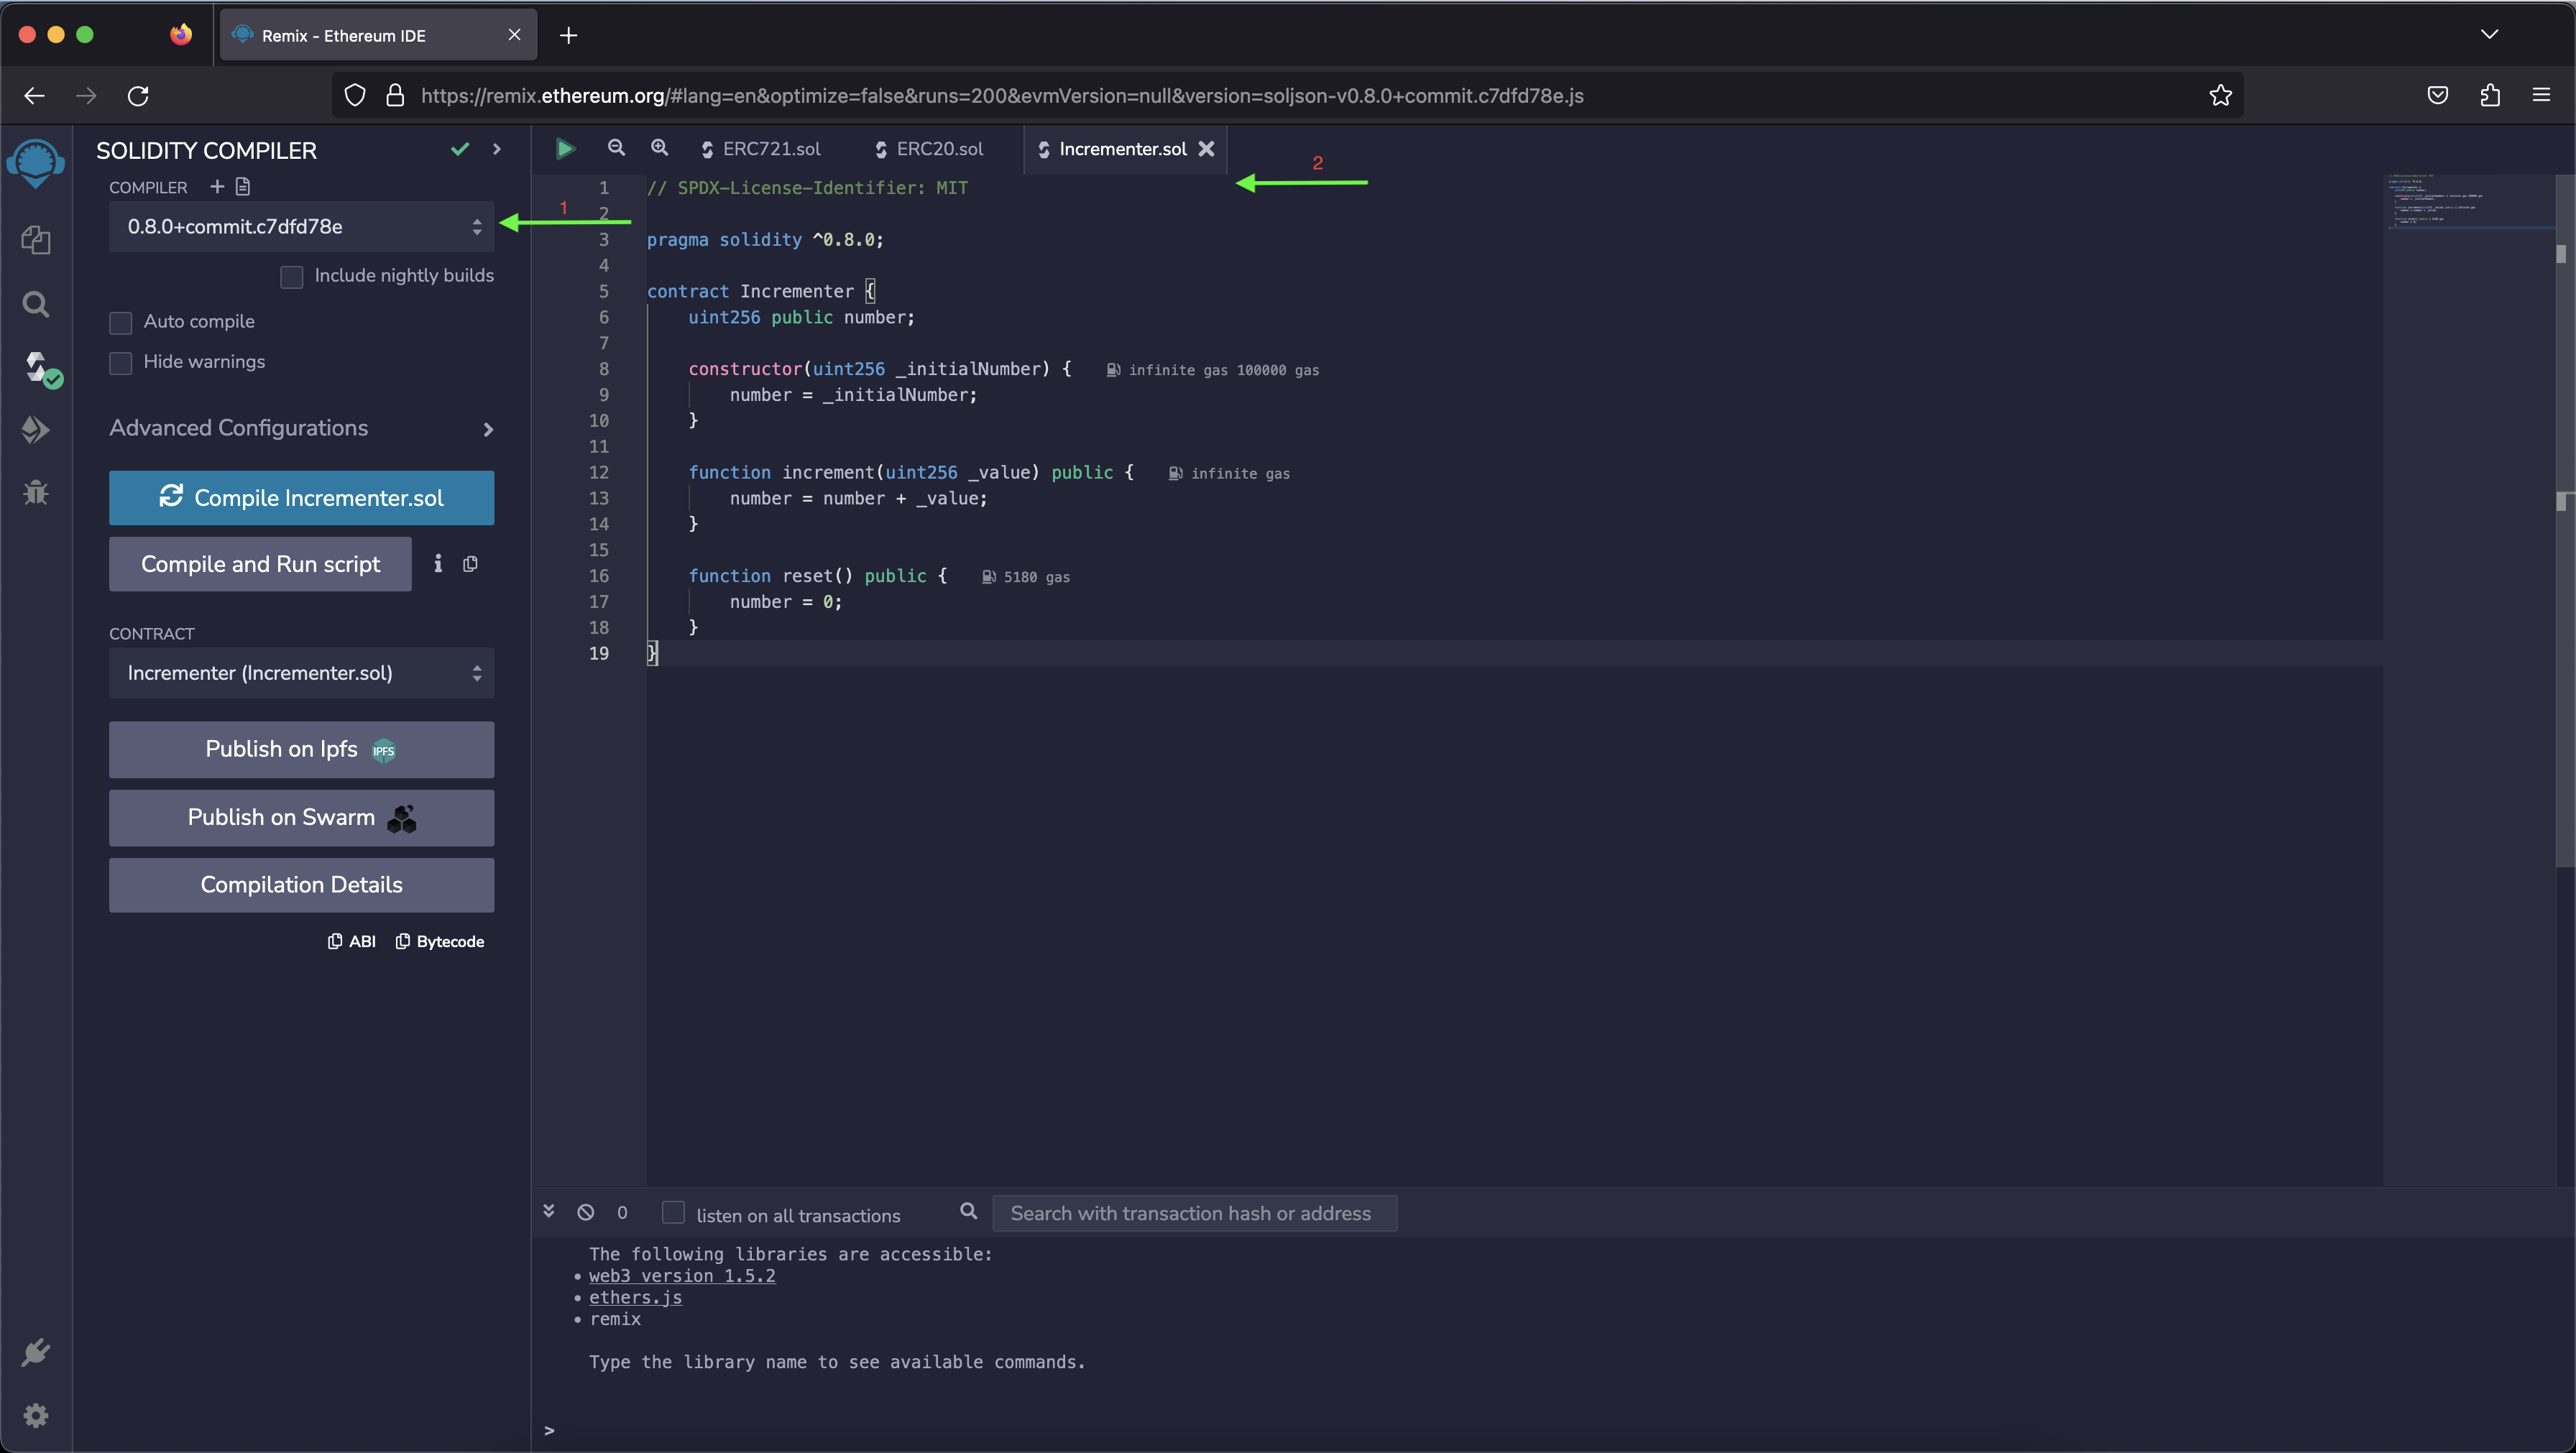 Remix - Ethereum IDE
https://remix.ethereum.org/#lang=en&optimize=false&runs=200&evmVersion=null&version=soljson-v0.8.0+commit.c7dfd78e.js
SOLIDITY COMPILER
COMPILER
0.8.0+commit.c7dfd78e
1
Include nightly builds
Auto compile
Hide warnings
Advanced Configurations
Compile Incrementer.sol
Compile and Run script
CONTRACT
Incrementer (Incrementer.sol)
Publish on Ipfs IPFS
Publish on Swarm
Compilation Details
ABI Bytecode
ERC721.sol ERC20.sol Incrementer.sol
2
1 // SPDX-License-Identifier: MIT
2
3 pragma solidity ^0.8.0;
4
5 contract Incrementer {
6 uint256 public number;
7
8 constructor(uint256 _initialNumber) { infinite gas 100000 gas
9 number = _initialNumber;
10 }
11
12 function increment(uint256 _value) public { infinite gas
13 number = number + _value;
14 }
15
16 function reset() public { 5180 gas
17 number = 0;
18 }
19 }
0 listen on all transactions Search with transaction hash or address
The following libraries are accessible:
• web3 version 1.5.2
• ethers.js
• remix
Type the library name to see available commands.
>